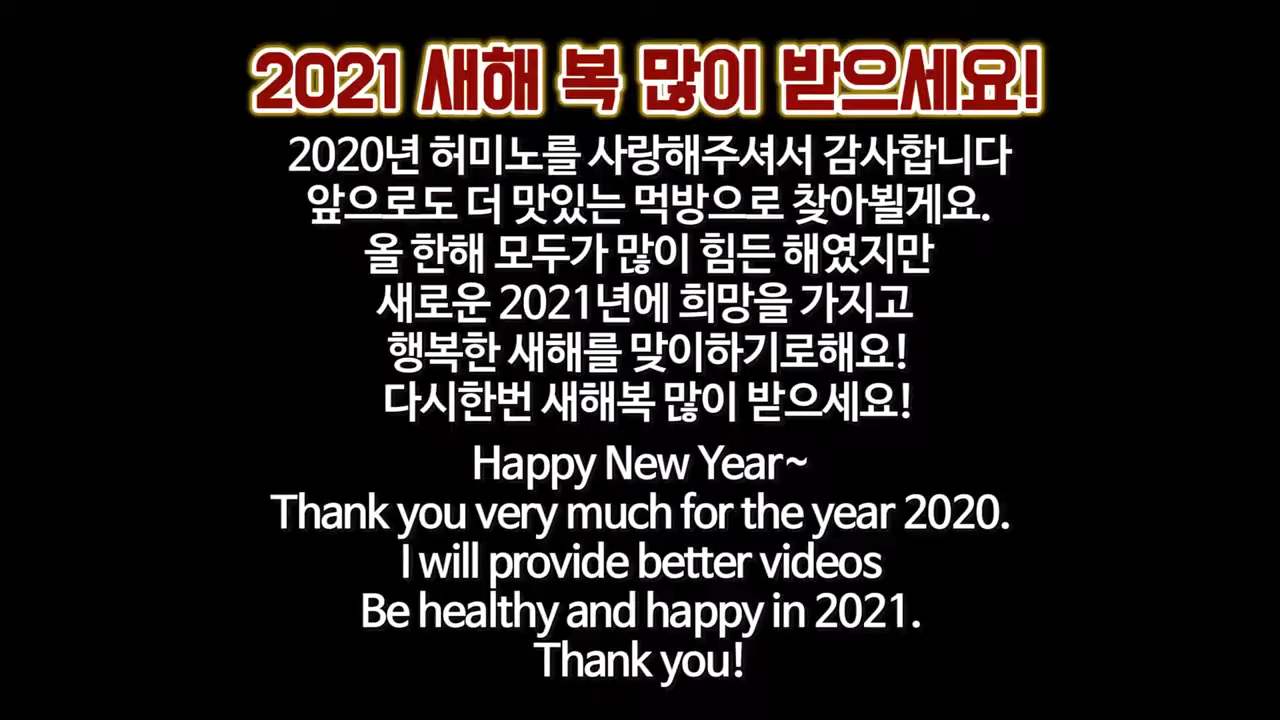 2021 새해 복 많이 받으세요!
2020년 허미노를 사랑해주셔서 감사합니다
앞으로도 더 맛있는 먹방으로 찾아뵐게요.
올 한해 모두가 많이 힘든 해였지만
새로운 2021년에 희망을 가지고
행복한 새해를 맞이하기로해요!
다시한번 새해복 많이 받으세요!
Happy New Year~
Thank you very much for the year 2020.
I will provide better videos
Be healthy and happy in 2021.
Thank you!